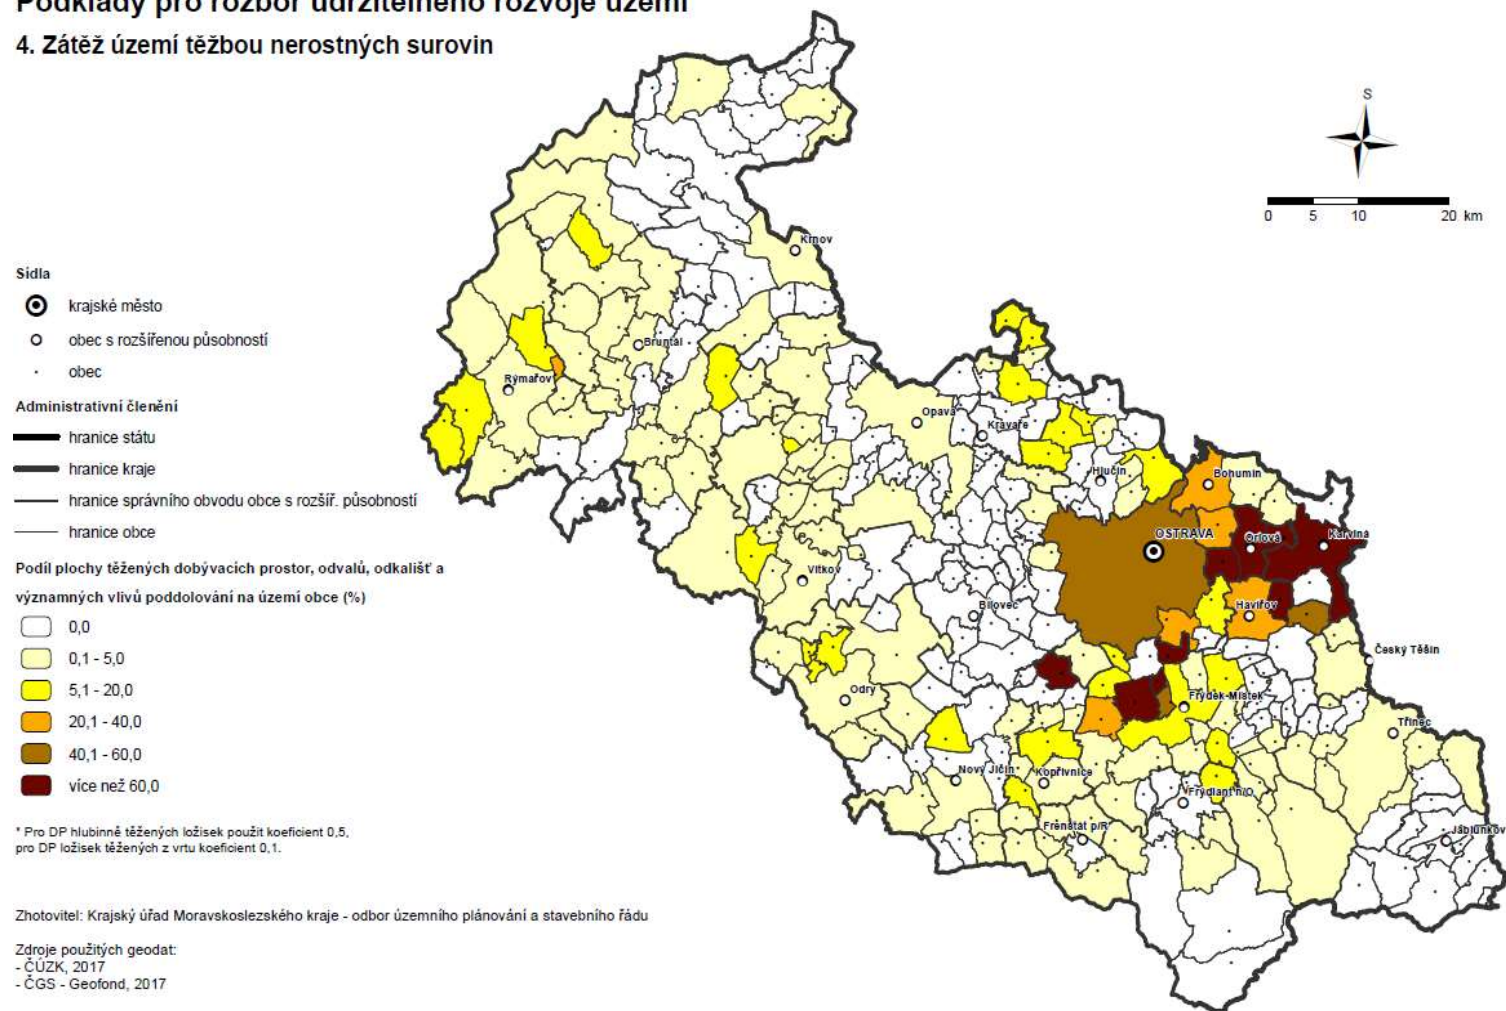 Podklady pro rozbor udržitelného rozvoje území
4. Zátěž území těžbou nerostných surovin
S
0 5 10 20 km
Krnov
Sídla
krajské město
obec s rozšířenou působností
Bruntál
obec
Rýmařov
Administrativní členění
Opava
hranice státu
Kravaře
hranice kraje
Hlučín
Bohumín
hranice správního obvodu obce s rozšíř. působností
hranice obce
OSTRAVA
Orlová
Karviná
Podíl plochy těžených dobývacích prostor, odvalů, odkališť a
významných vlivů poddolování na území obce (%)
Vítkov
0,0
Bílovec
Havířov
0,1 - 5,0
Český Těšín
5,1 - 20,0
Odry
Frýdek-Místek
20,1 - 40,0
Třinec
40,1 - 60,0
více než 60,0
Nový Jičín
Kopřivnice
Frýdlant n/O
* Pro DP hlubinně těžených ložisek použit koeficient 0,5,
pro DP ložisek těžených z vrtu koeficient 0,1.
Frenštát p/R
Jablunkov
Zhotovitel: Krajský úřad Moravskoslezského kraje - odbor územního plánování a stavebního řádu
Zdroje použitých geodat:
- ČÚZK, 2017
- ČGS - Geofond, 2017